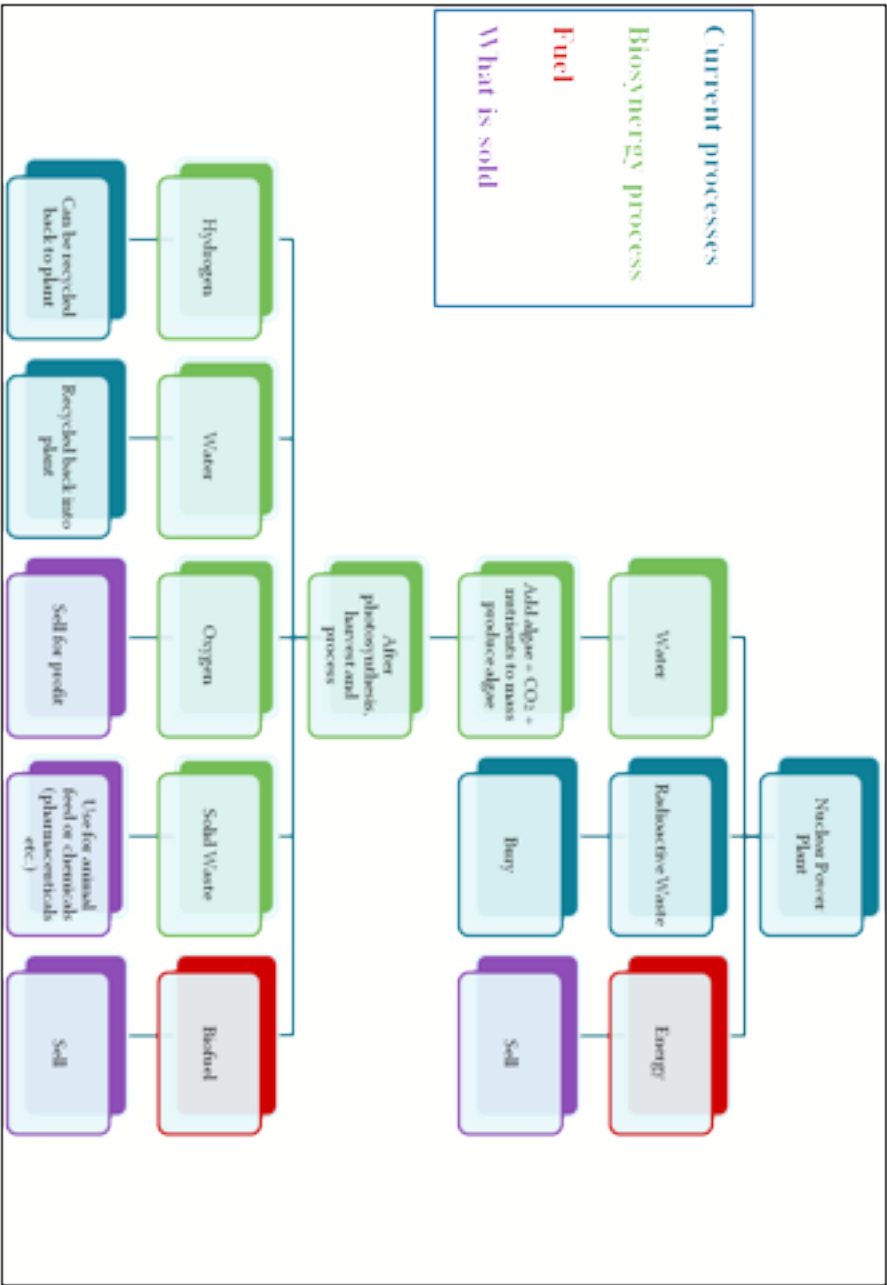 Current processes
Biosynergy process
Fuel
What is sold
Nuclear Power
Plant
Water
Radioactive Waste
Energy
Add algae + CO₂ +
nutrients to mass
produce algae
Bury
Sell
After
photosynthesis,
harvest and
process
Hydrogen
Water
Oxygen
Solid Waste
Biofuel
Can be recycled
back to plant
Recycled back into
plant
Sell for profit
Use for animal
feed or chemicals
(pharmaceuticals
etc.)
Sell